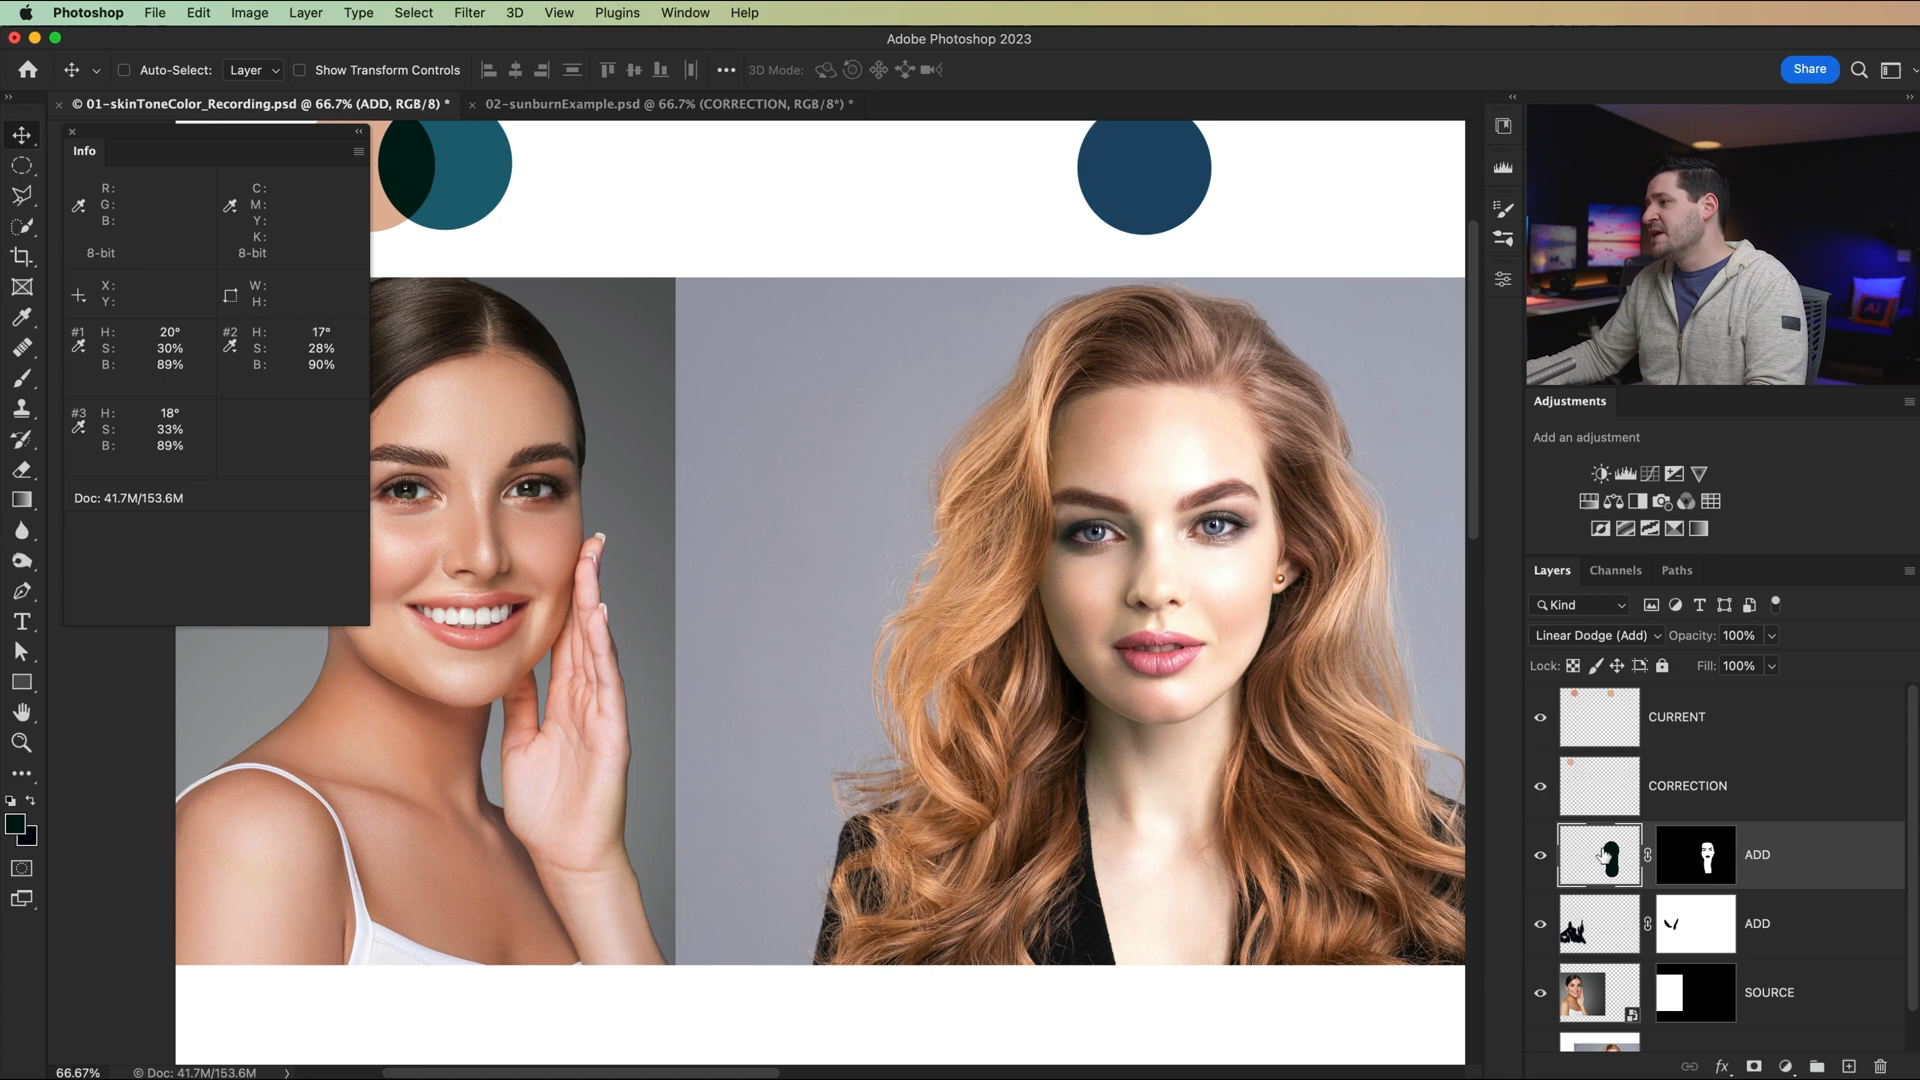 Photoshop File Edit Image Layer Type Select Filter 3D View Plugins Window Help
Adobe Photoshop 2023
Auto-Select: Layer Show Transform Controls ••• 3D Mode: Share
× © 01-skinToneColor_Recording.psd @ 66.7% (ADD, RGB/8) * × 02-sunburnExample.psd @ 66.7% (CORRECTION, RGB/8*) *
Info
R: C:
G: M:
B: Y:
K:
8-bit 8-bit
X: W:
Y: H:
#1 H: 20° #2 H: 17°
S: 30% S: 28%
B: 89% B: 90%
#3 H: 18°
S: 33%
B: 89%
Doc: 41.7M/153.6M
Ai
Adjustments
Add an adjustment
Layers Channels Paths
Kind
Linear Dodge (Add) Opacity: 100%
Lock: Fill: 100%
CURRENT
CORRECTION
ADD
ADD
SOURCE
fx
66.67% © Doc: 41.7M/153.6M